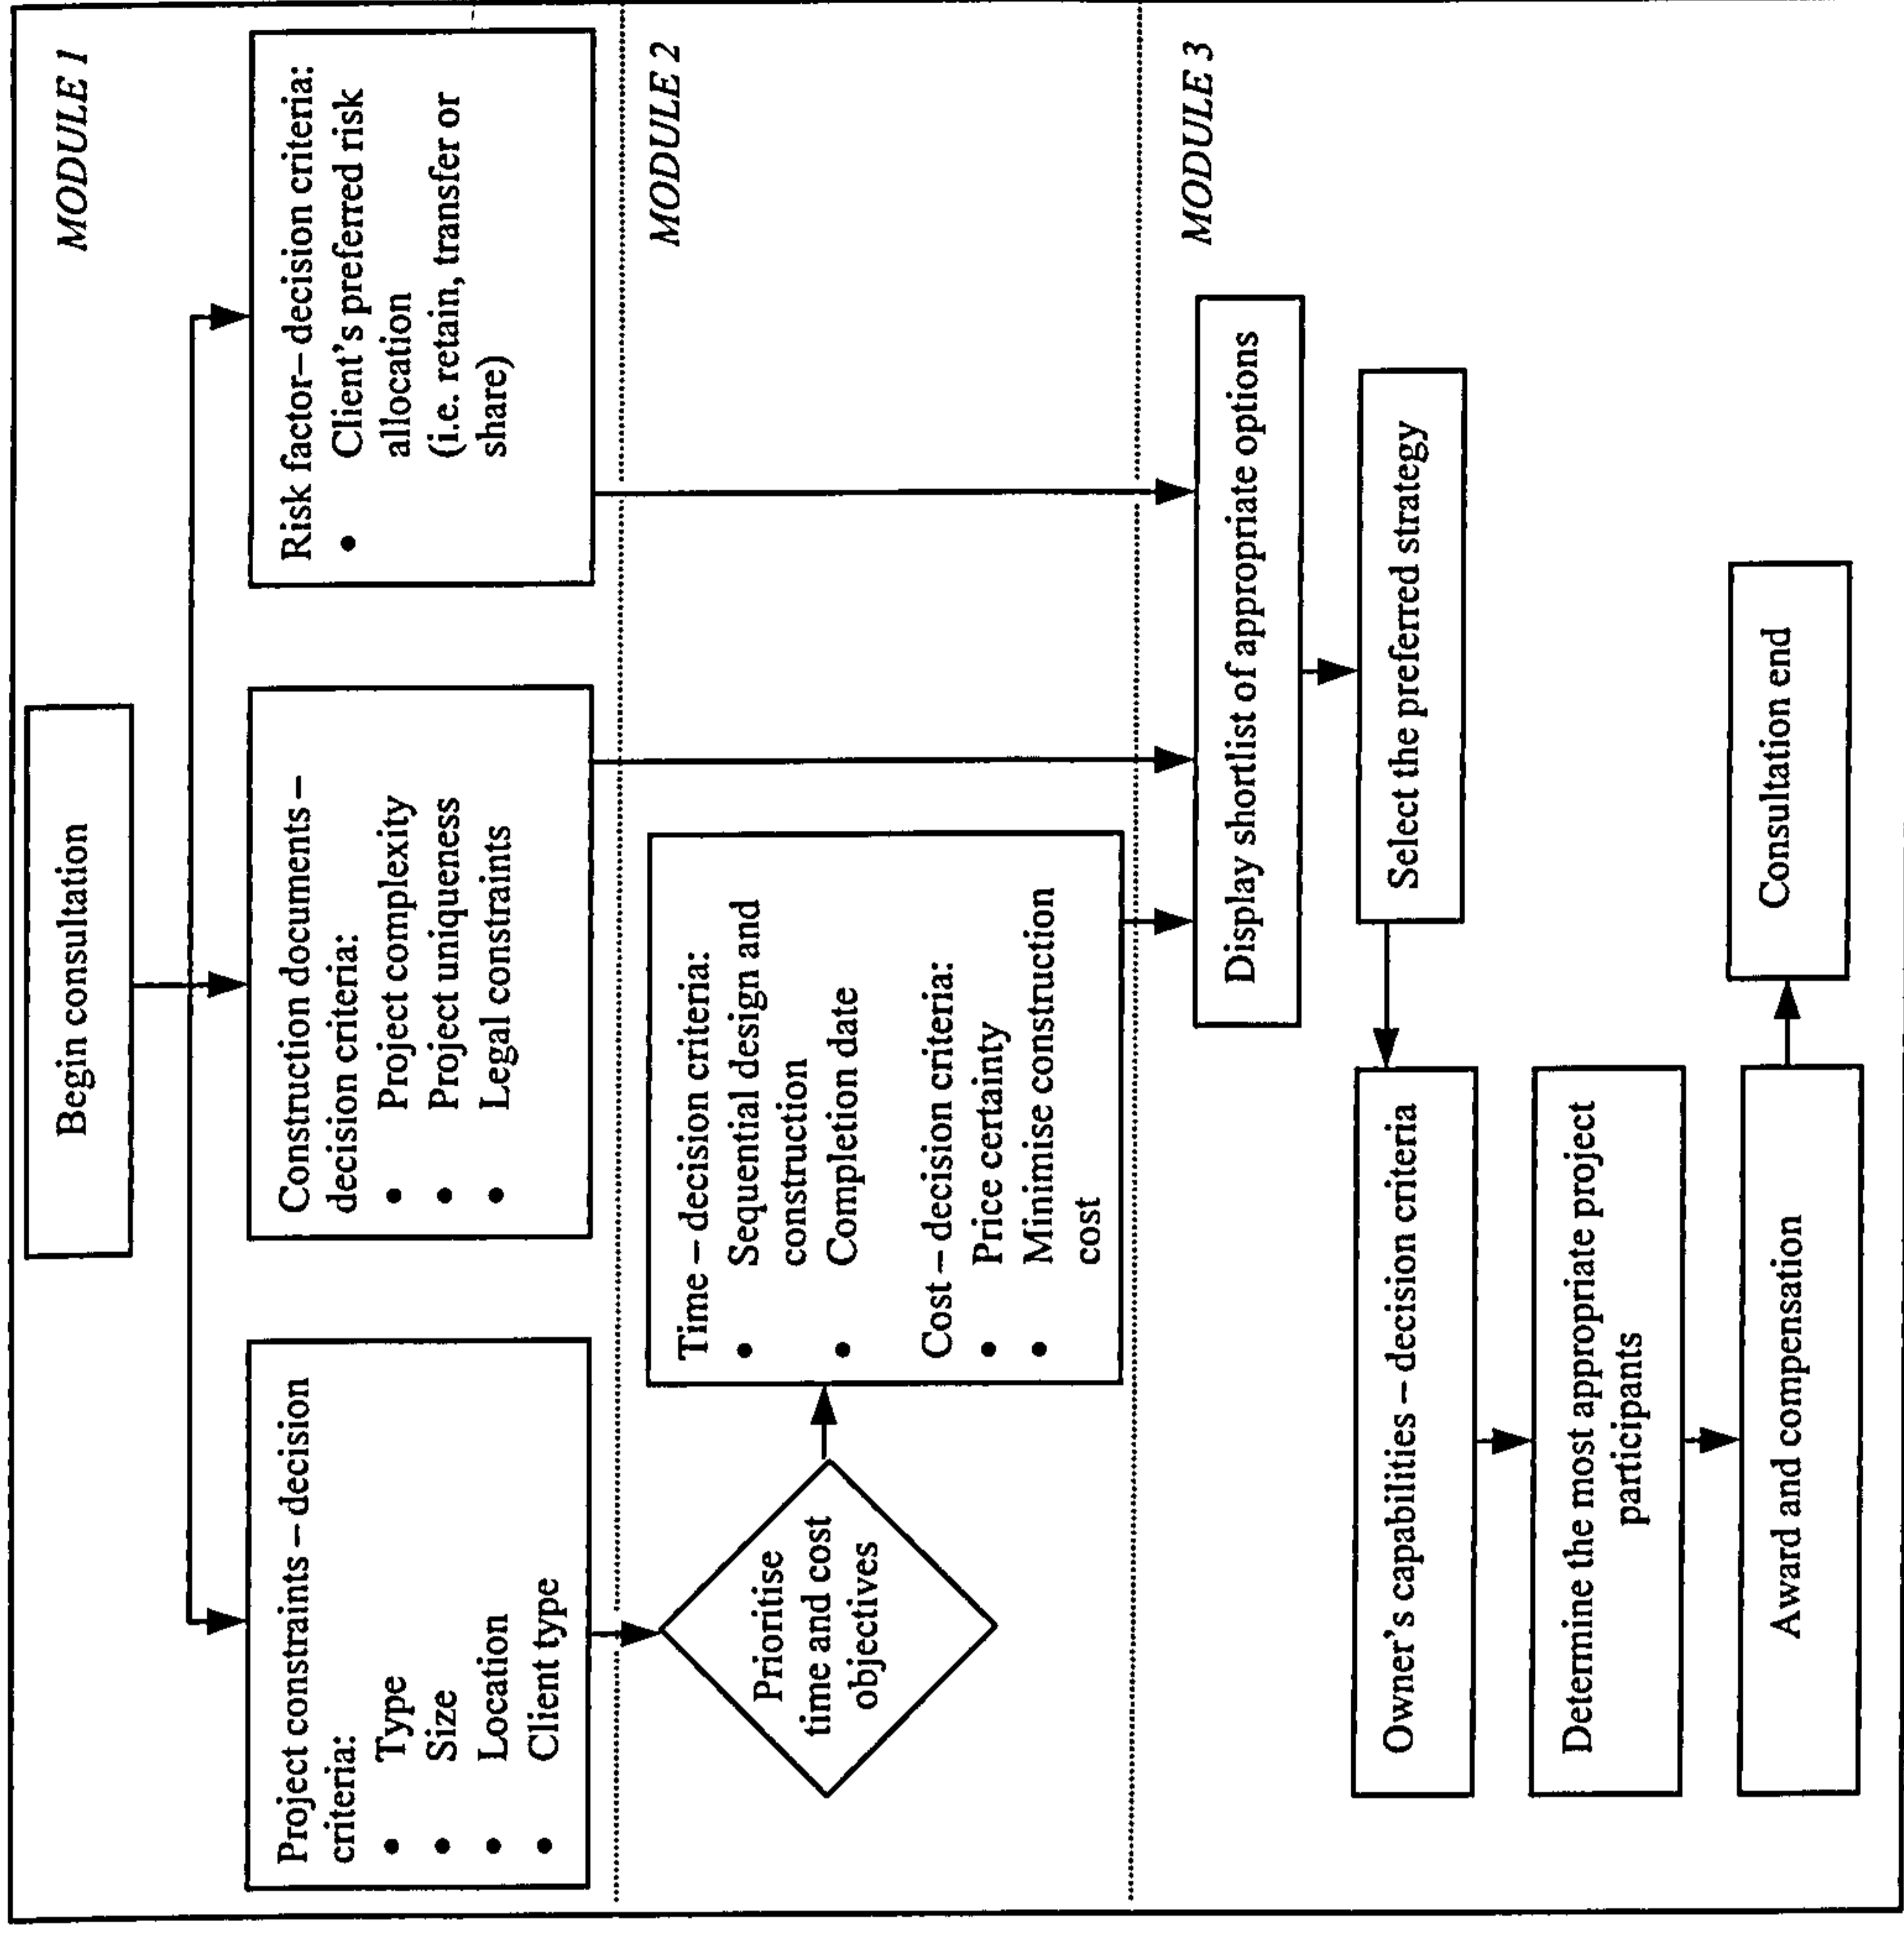 MODULE 1
Begin consultation
Project constraints – decision
criteria:
• Type
• Size
• Location
• Client type
Construction documents –
decision criteria:
• Project complexity
• Project uniqueness
• Legal constraints
Risk factor– decision criteria:
• Client's preferred risk
allocation
(i.e. retain, transfer or
share)
MODULE 2
Prioritise
time and cost
objectives
Time – decision criteria:
• Sequential design and
construction
• Completion date
Cost – decision criteria:
• Price certainty
• Minimise construction
cost
MODULE 3
Display shortlist of appropriate options
Select the preferred strategy
Owner's capabilities – decision criteria
Determine the most appropriate project
participants
Award and compensation
Consultation end